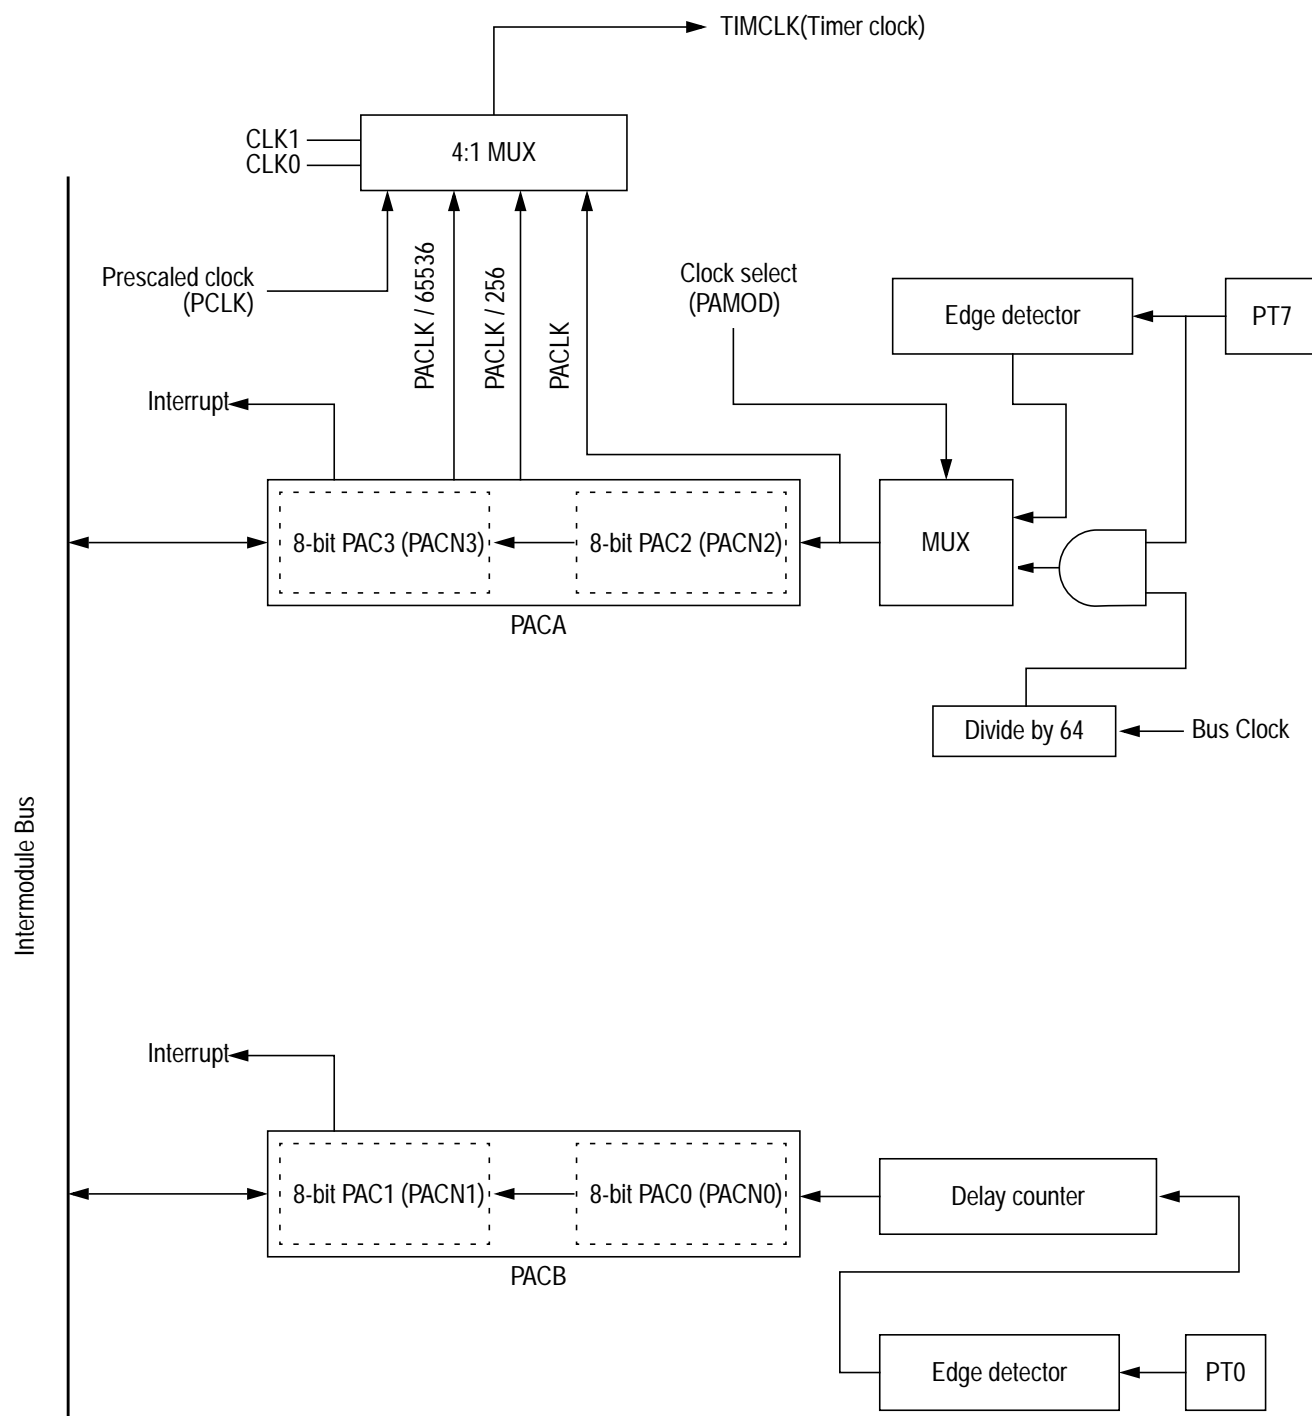 TIMCLK(Timer clock)
CLK1
CLK0
4:1 MUX
Prescaled clock
(PCLK)
PACLK / 65536
PACLK / 256
PACLK
Clock select
(PAMOD)
Edge detector
PT7
Interrupt
8-bit PAC3 (PACN3)
8-bit PAC2 (PACN2)
MUX
PACA
Divide by 64
Bus Clock
Intermodule Bus
Interrupt
8-bit PAC1 (PACN1)
8-bit PAC0 (PACN0)
Delay counter
PACB
Edge detector
PT0